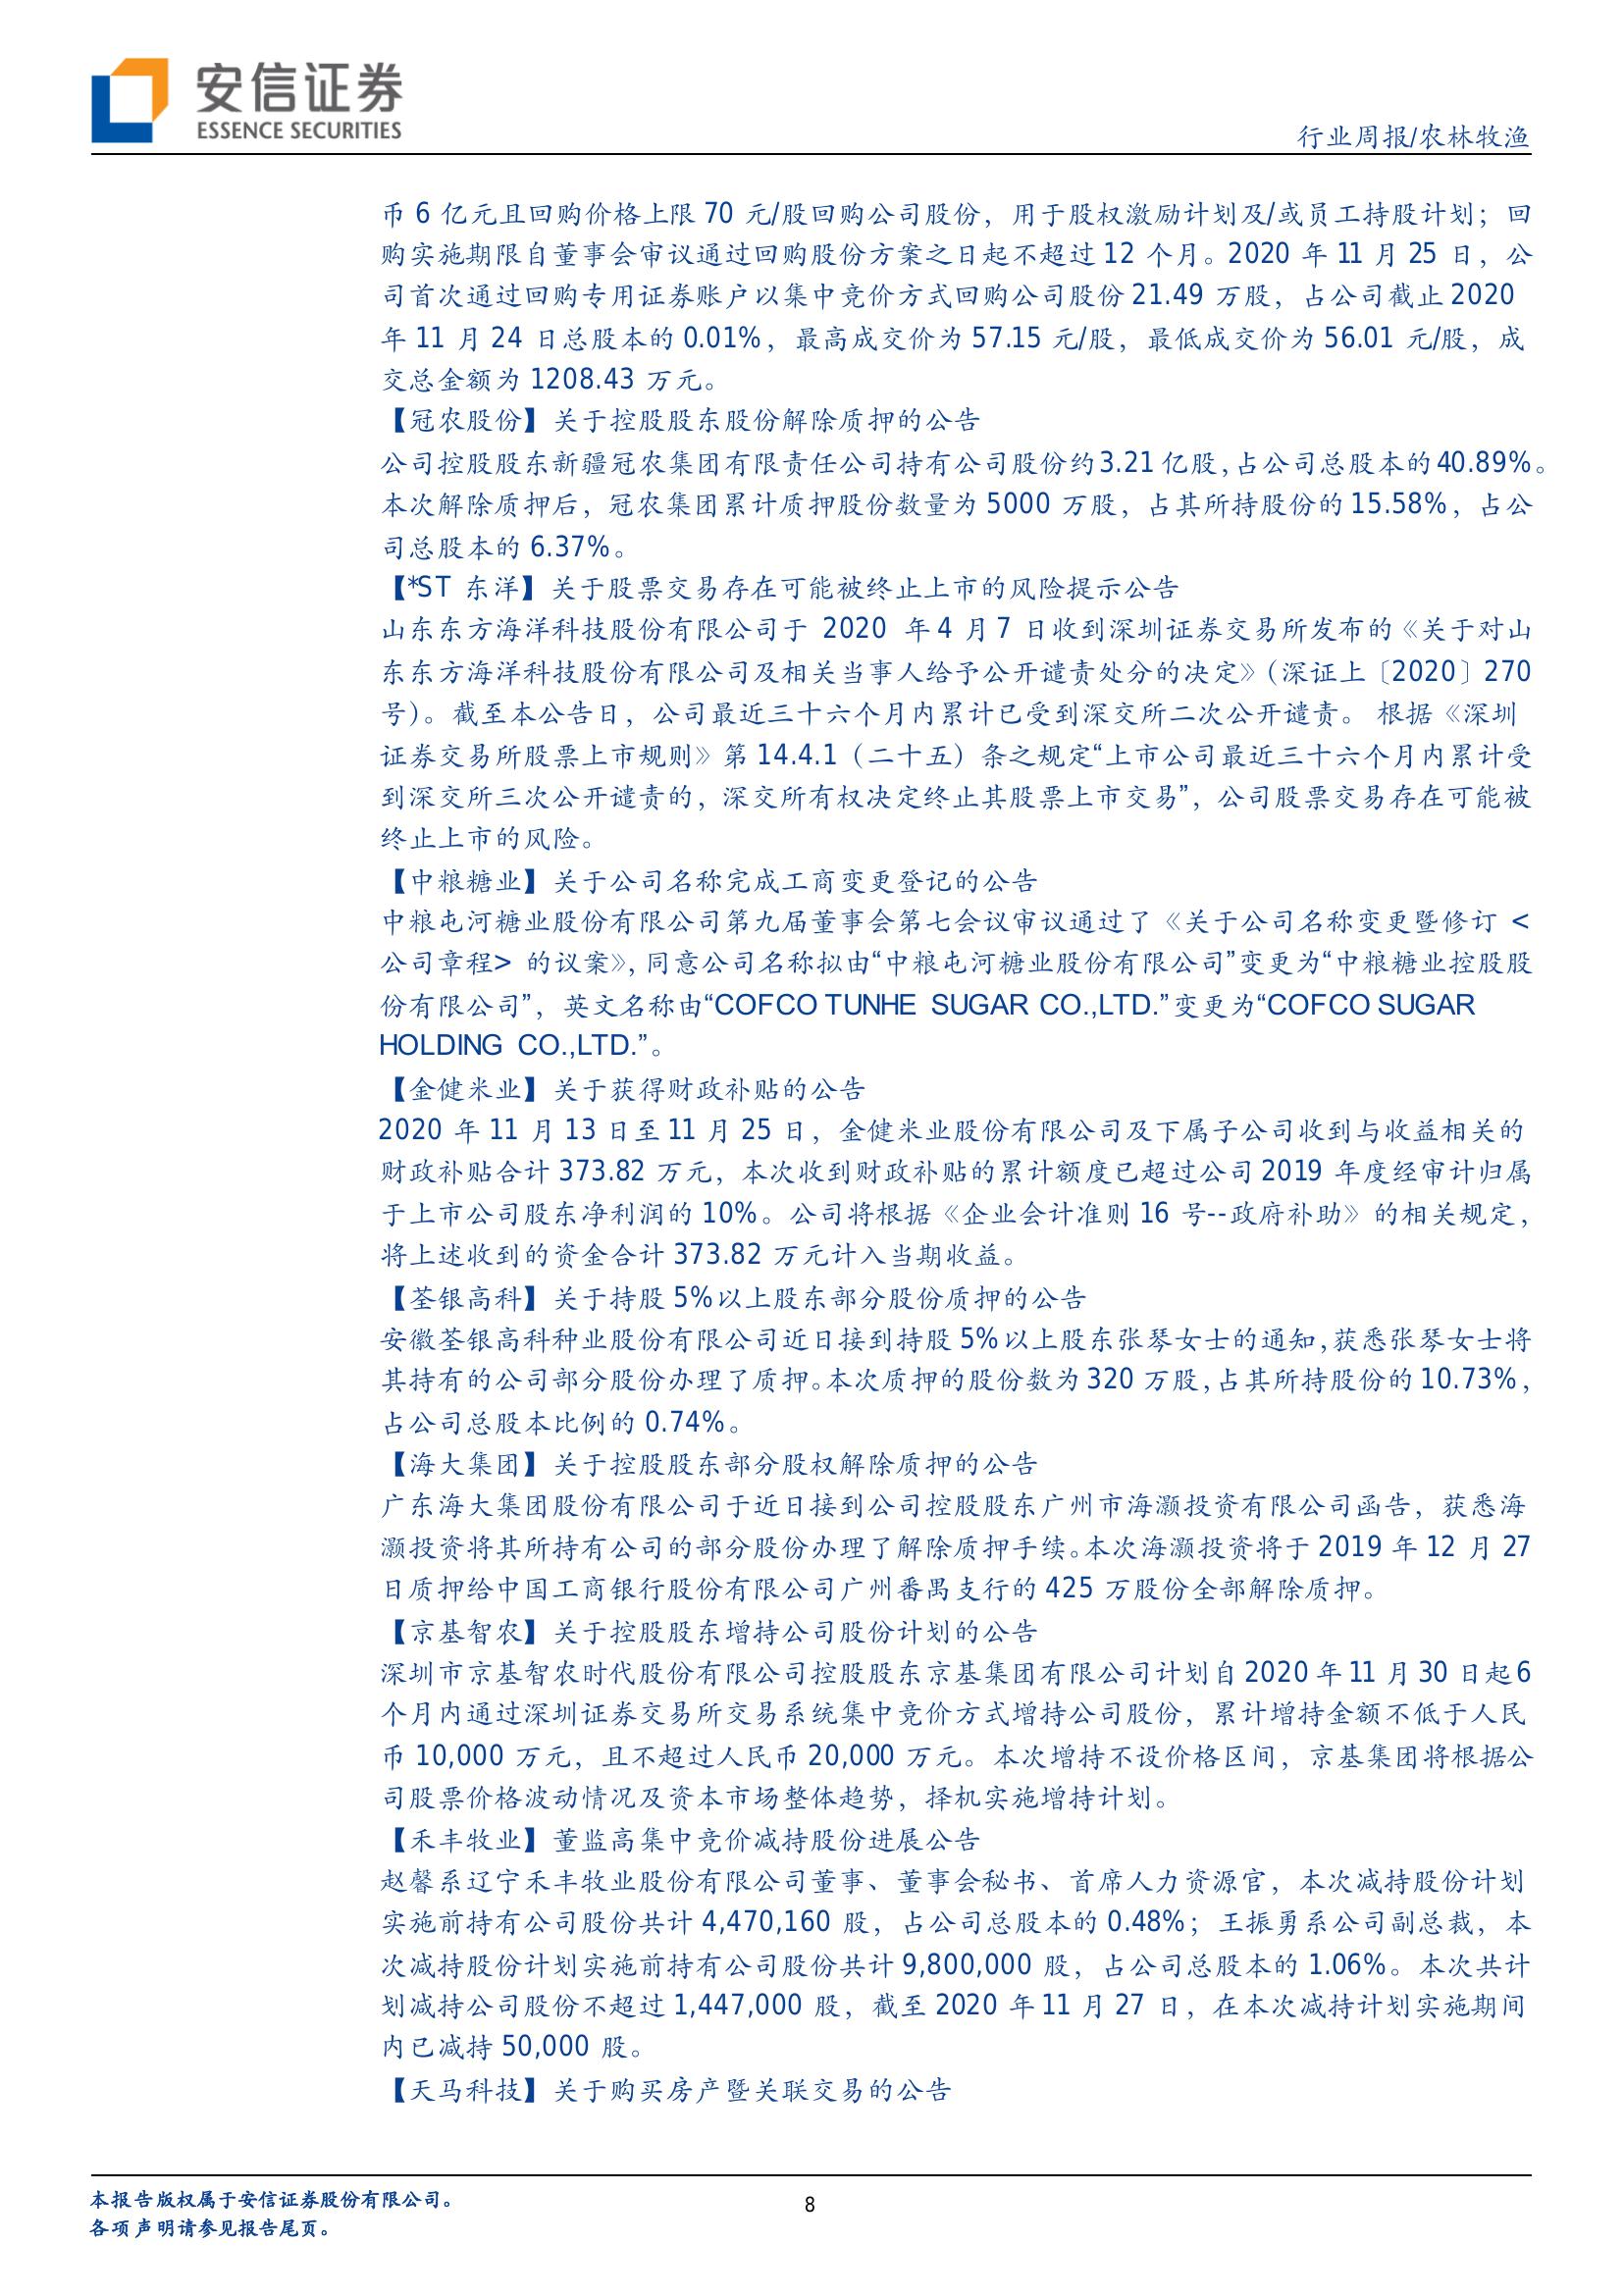 安信证券
ESSENCE SECURITIES
行业周报/农林牧渔
币 6 亿元且回购价格上限 70 元/股回购公司股份，用于股权激励计划及/或员工持股计划；回
购实施期限自董事会审议通过回购股份方案之日起不超过 12 个月。2020 年 11 月 25 日，公
司首次通过回购专用证券账户以集中竞价方式回购公司股份 21.49 万股，占公司截止 2020
年 11 月 24 日总股本的 0.01%，最高成交价为 57.15 元/股，最低成交价为 56.01 元/股，成
交总金额为 1208.43 万元。
【冠农股份】关于控股股东股份解除质押的公告
公司控股股东新疆冠农集团有限责任公司持有公司股份约 3.21 亿股，占公司总股本的 40.89%。
本次解除质押后，冠农集团累计质押股份数量为 5000 万股，占其所持股份的 15.58%，占公
司总股本的 6.37%。
【*ST 东洋】关于股票交易存在可能被终止上市的风险提示公告
山东东方海洋科技股份有限公司于 2020 年 4 月 7 日收到深圳证券交易所发布的《关于对山
东东方海洋科技股份有限公司及相关当事人给予公开谴责处分的决定》（深证上〔2020〕270
号）。截至本公告日，公司最近三十六个月内累计已受到深交所二次公开谴责。 根据《深圳
证券交易所股票上市规则》第 14.4.1（二十五）条之规定“上市公司最近三十六个月内累计受
到深交所三次公开谴责的，深交所有权决定终止其股票上市交易”，公司股票交易存在可能被
终止上市的风险。
【中粮糖业】关于公司名称完成工商变更登记的公告
中粮屯河糖业股份有限公司第九届董事会第七会议审议通过了《关于公司名称变更暨修订 <
公司章程> 的议案》，同意公司名称拟由“中粮屯河糖业股份有限公司”变更为“中粮糖业控股股
份有限公司”，英文名称由“COFCO TUNHE SUGAR CO.,LTD.”变更为“COFCO SUGAR
HOLDING CO.,LTD.”。
【金健米业】关于获得财政补贴的公告
2020 年 11 月 13 日至 11 月 25 日，金健米业股份有限公司及下属子公司收到与收益相关的
财政补贴合计 373.82 万元，本次收到财政补贴的累计额度已超过公司 2019 年度经审计归属
于上市公司股东净利润的 10%。公司将根据《企业会计准则 16 号--政府补助》的相关规定，
将上述收到的资金合计 373.82 万元计入当期收益。
【荃银高科】关于持股 5%以上股东部分股份质押的公告
安徽荃银高科种业股份有限公司近日接到持股 5%以上股东张琴女士的通知，获悉张琴女士将
其持有的公司部分股份办理了质押。本次质押的股份数为 320 万股，占其所持股份的 10.73%，
占公司总股本比例的 0.74%。
【海大集团】关于控股股东部分股权解除质押的公告
广东海大集团股份有限公司于近日接到公司控股股东广州市海灏投资有限公司函告，获悉海
灏投资将其所持有公司的部分股份办理了解除质押手续。本次海灏投资将于 2019 年 12 月 27
日质押给中国工商银行股份有限公司广州番禺支行的 425 万股份全部解除质押。
【京基智农】关于控股股东增持公司股份计划的公告
深圳市京基智农时代股份有限公司控股股东京基集团有限公司计划自 2020 年 11 月 30 日起 6
个月内通过深圳证券交易所交易系统集中竞价方式增持公司股份，累计增持金额不低于人民
币 10,000 万元，且不超过人民币 20,000 万元。本次增持不设价格区间，京基集团将根据公
司股票价格波动情况及资本市场整体趋势，择机实施增持计划。
【禾丰牧业】董监高集中竞价减持股份进展公告
赵馨系辽宁禾丰牧业股份有限公司董事、董事会秘书、首席人力资源官，本次减持股份计划
实施前持有公司股份共计 4,470,160 股，占公司总股本的 0.48%；王振勇系公司副总裁，本
次减持股份计划实施前持有公司股份共计 9,800,000 股，占公司总股本的 1.06%。本次共计
划减持公司股份不超过 1,447,000 股，截至 2020 年 11 月 27 日，在本次减持计划实施期间
内已减持 50,000 股。
【天马科技】关于购买房产暨关联交易的公告
本报告版权属于安信证券股份有限公司。
8
各项声明请参见报告尾页。